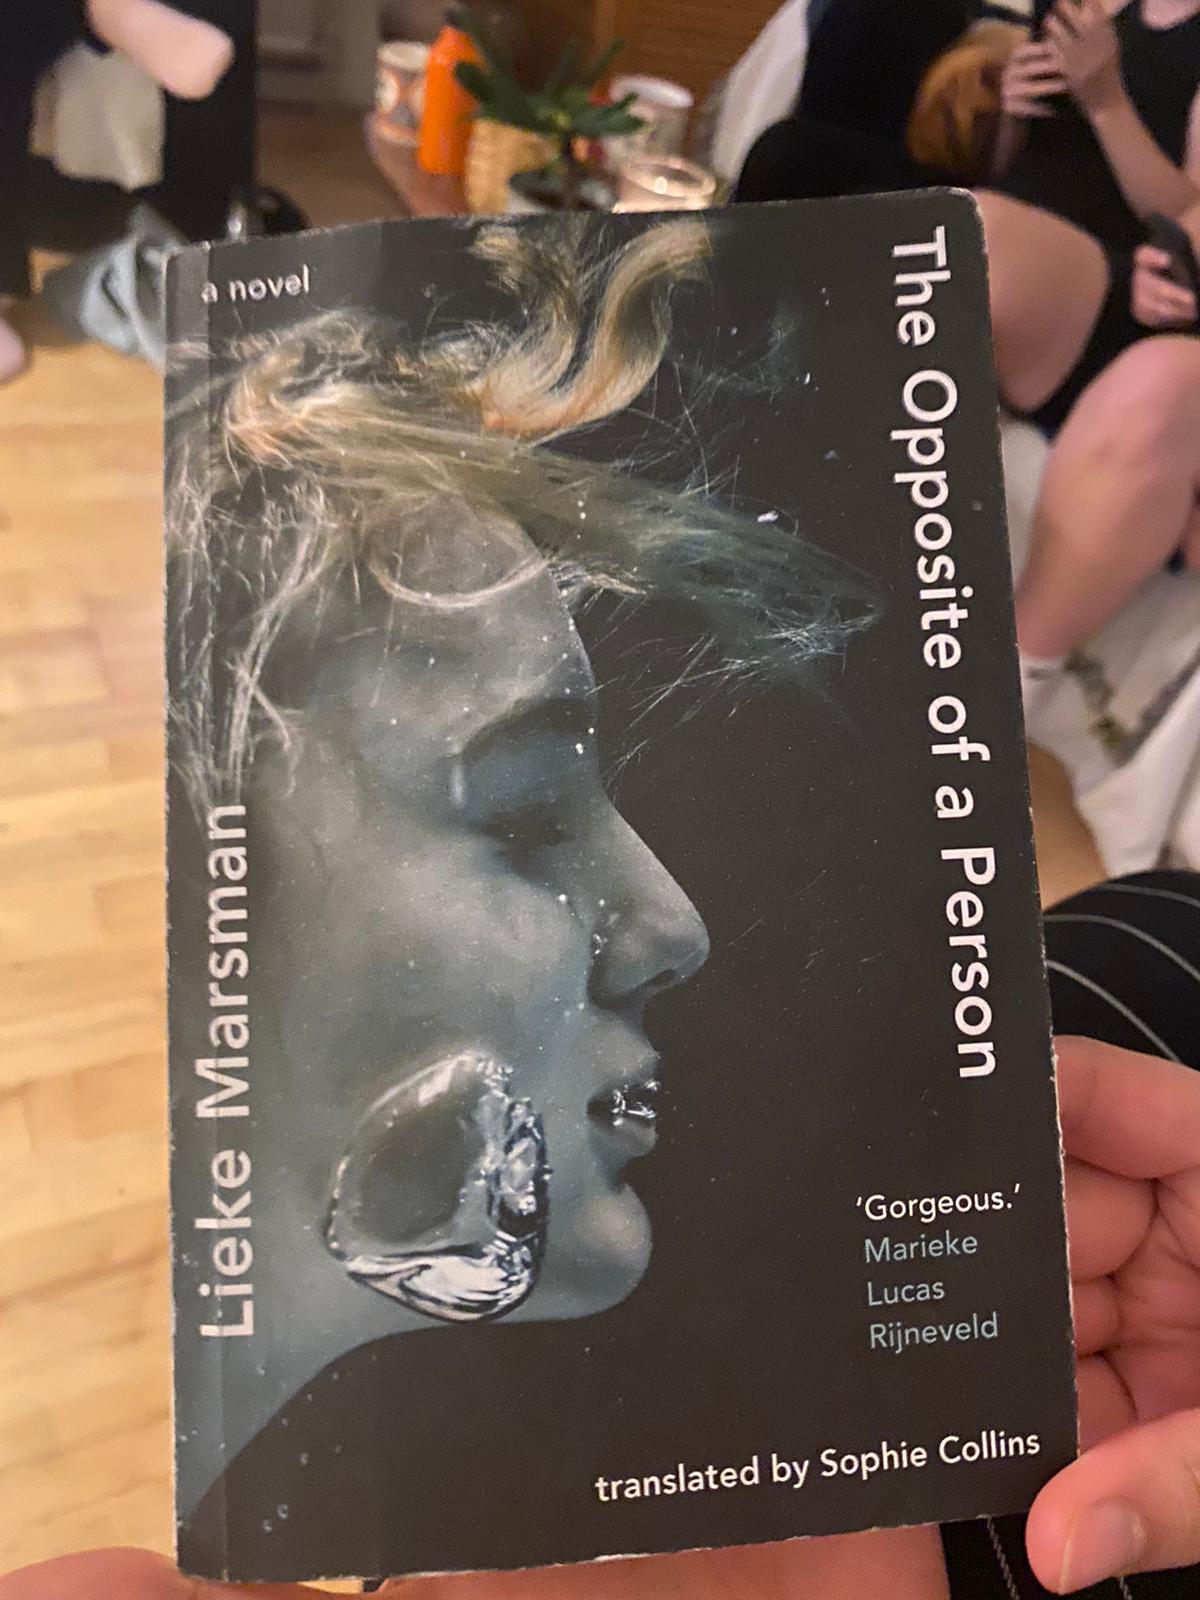 a novel
The Opposite of a Person
Lieke Marsman
‘Gorgeous.’
Marieke
Lucas
Rijneveld
translated by Sophie Collins